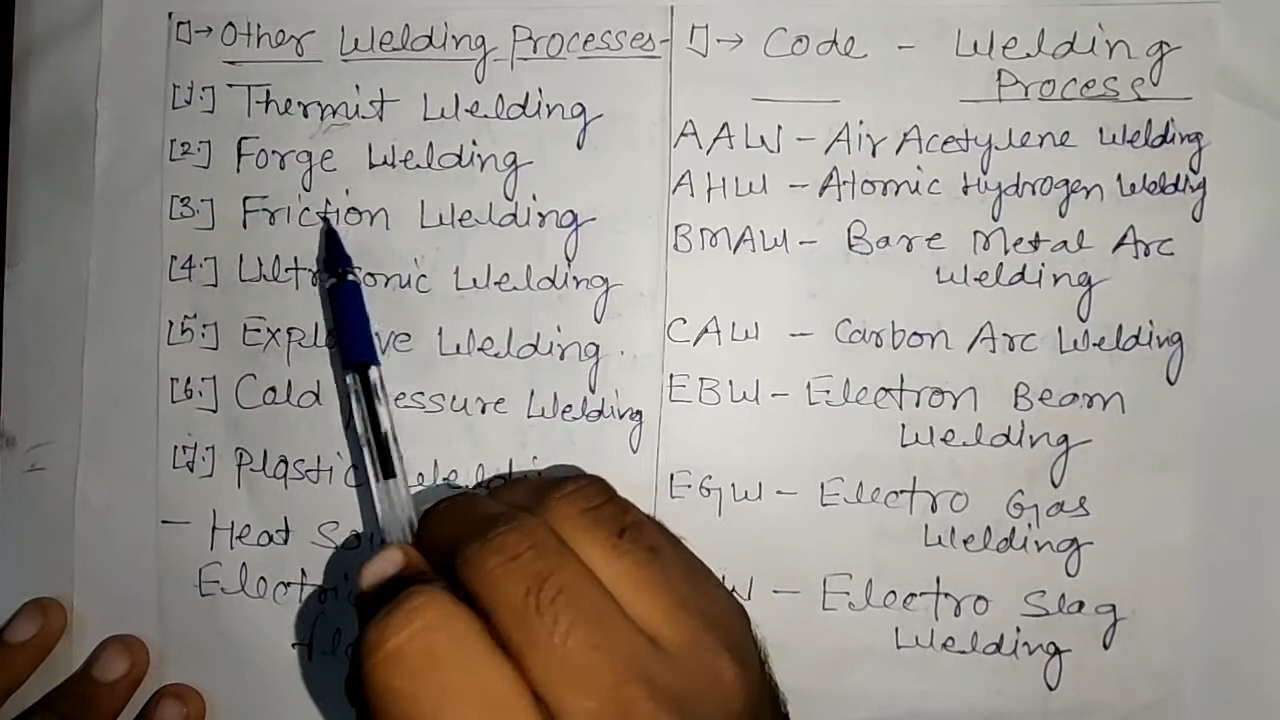 → Other Welding Processes-
[1.] Thermist Welding
[2.] Forge Welding
[3.] Friction Welding
[4.] Welding
[5.] Welding.
[6.] Cold Welding
[7.] Plastic
- Heat
→ Code - Welding
Process
AAW - Air Acetylene Welding
AHW - Atomic Hydrogen Welding
BMAW - Bare Metal Arc
Welding
CAW - Carbon Arc Welding
EBW - Electron Beam
Welding
EGW - Electro Gas
Welding
- Electro Slag
Welding